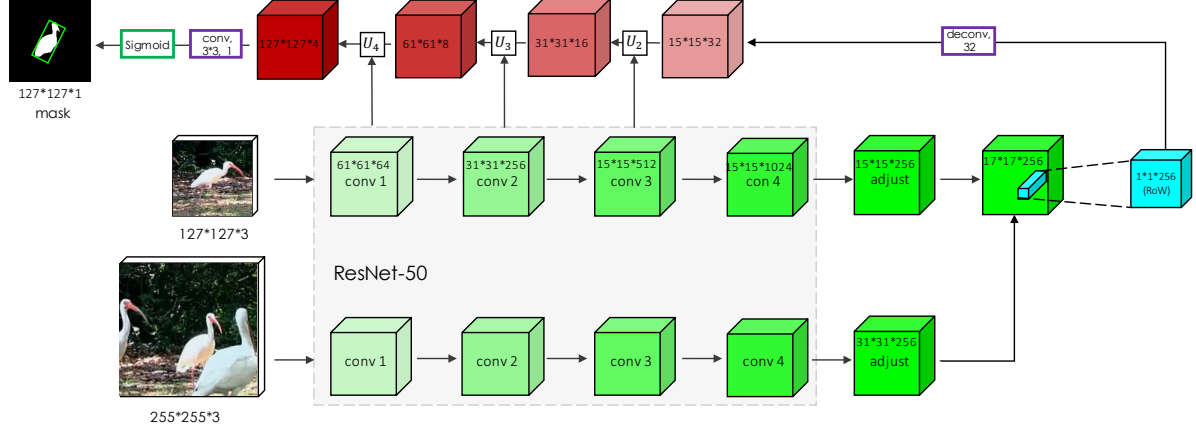 Sigmoid
conv,
3*3, 1
127*127*4
U4
61*61*8
U3
31*31*16
U2
15*15*32
deconv,
32
127*127*1
mask
61*61*64
conv 1
31*31*256
conv 2
15*15*512
conv 3
15*15*1024
con 4
15*15*256
adjust
17*17*256
1*1*256
(RoW)
127*127*3
ResNet-50
conv 1
conv 2
conv 3
conv 4
31*31*256
adjust
255*255*3